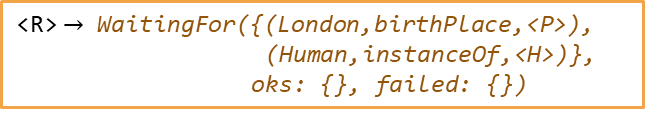 <R> → WaitingFor({(London,birthPlace,<P>),
(Human,instanceOf,<H>)},
oks: {}, failed: {})